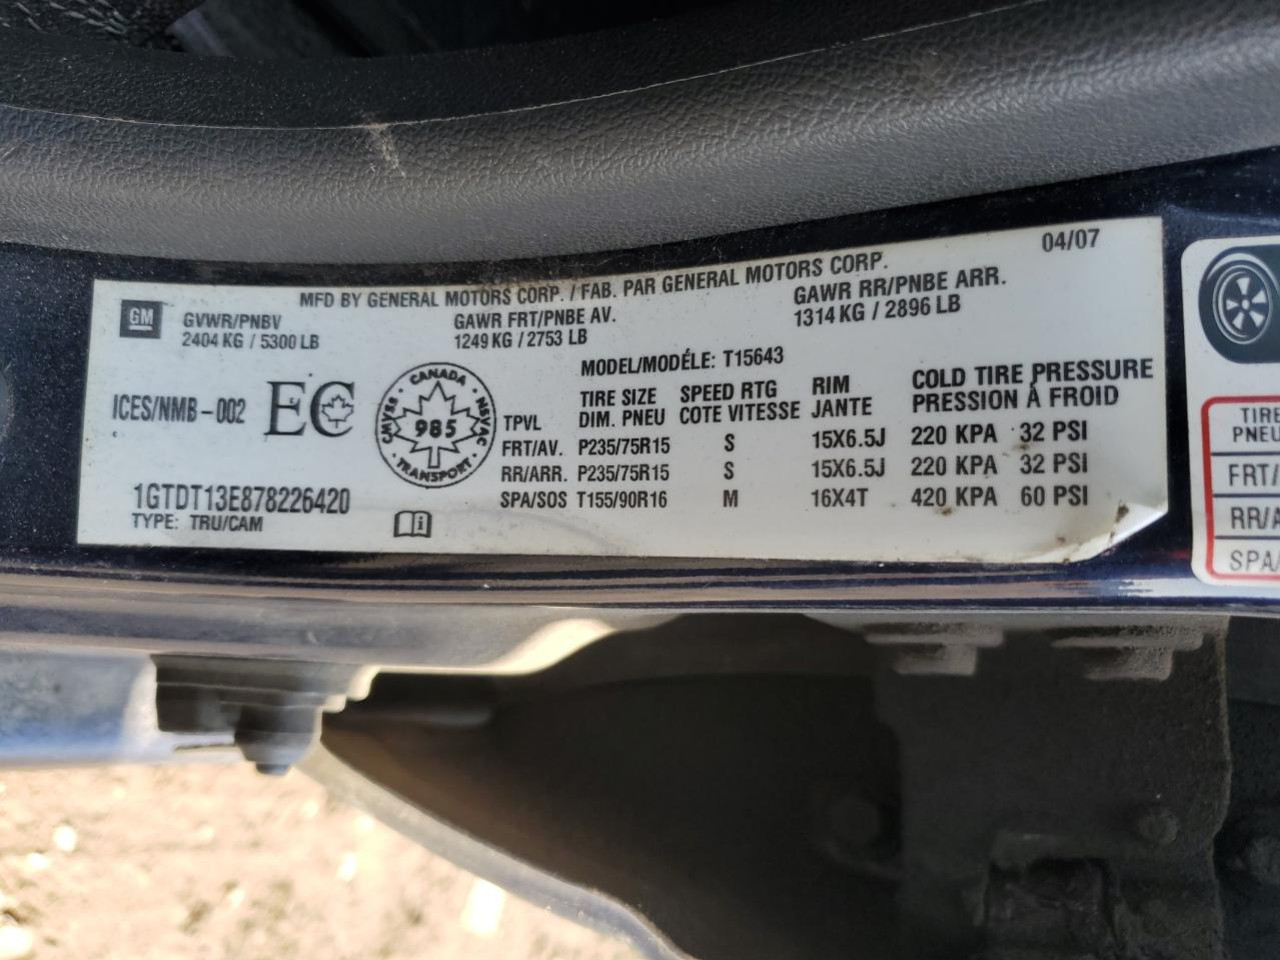 04/07
MFD BY GENERAL MOTORS CORP. / FAB. PAR GENERAL MOTORS CORP.
GM
GVWR/PNBV
2404 KG / 5300 LB
GAWR FRT/PNBE AV.
1249 KG / 2753 LB
GAWR RR/PNBE ARR.
1314 KG / 2896 LB
MODEL/MODÉLE: T15643
ICES/NMB-002 EC
CANADA
CMVSS 985 NSVAC
TRANSPORT
TIRE SIZE SPEED RTG RIM COLD TIRE PRESSURE
TPVL DIM. PNEU COTE VITESSE JANTE PRESSION À FROID
FRT/AV. P235/75R15 S 15X6.5J 220 KPA 32 PSI
RR/ARR. P235/75R15 S 15X6.5J 220 KPA 32 PSI
SPA/SOS T155/90R16 M 16X4T 420 KPA 60 PSI
1GTDT13E878226420
TYPE: TRU/CAM
i
TIRE
PNEU
FRT/
RR/A
SPA/